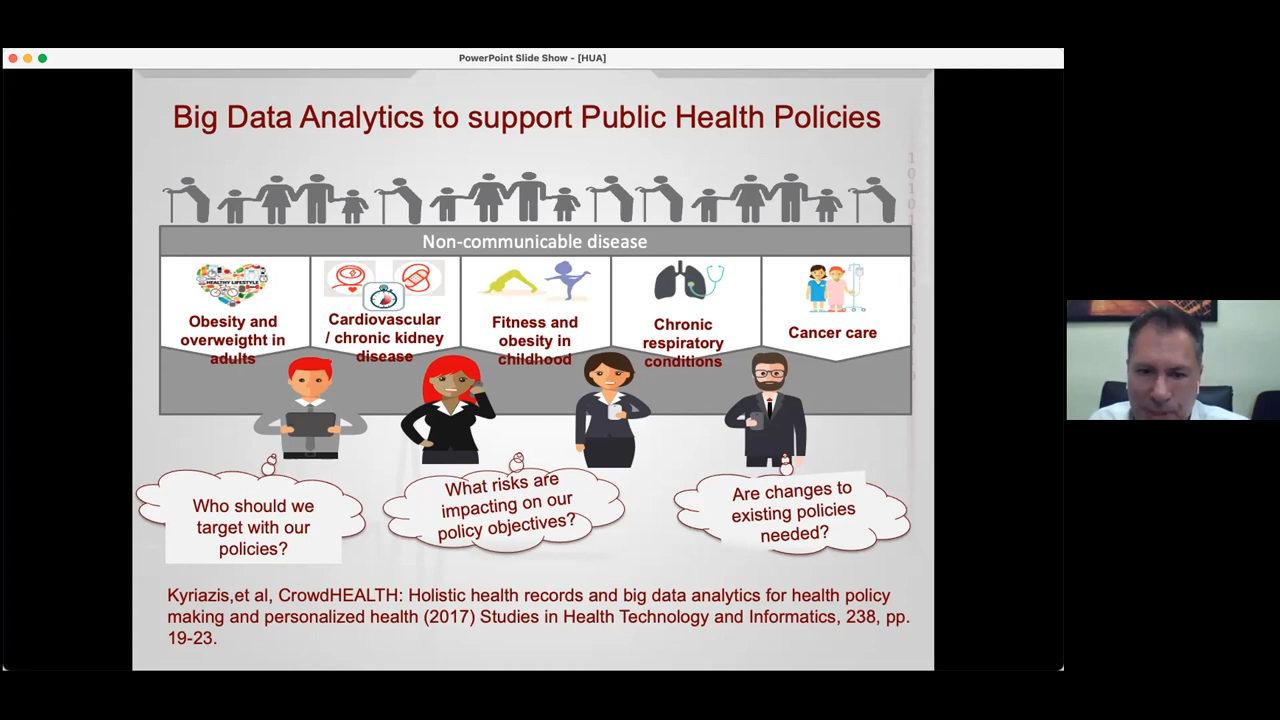 PowerPoint Slide Show - [HUA]
Big Data Analytics to support Public Health Policies
Non-communicable disease
HEALTHY LIFESTYLE
Obesity and
overweigtht in
adults
Cardiovascular
/ chronic kidney
disease
Fitness and
obesity in
childhood
Chronic
respiratory
conditions
Cancer care
Who should we
target with our
policies?
What risks are
impacting on our
policy objectives?
Are changes to
existing policies
needed?
Kyriazis,et al, CrowdHEALTH: Holistic health records and big data analytics for health policy
making and personalized health (2017) Studies in Health Technology and Informatics, 238, pp.
19-23.